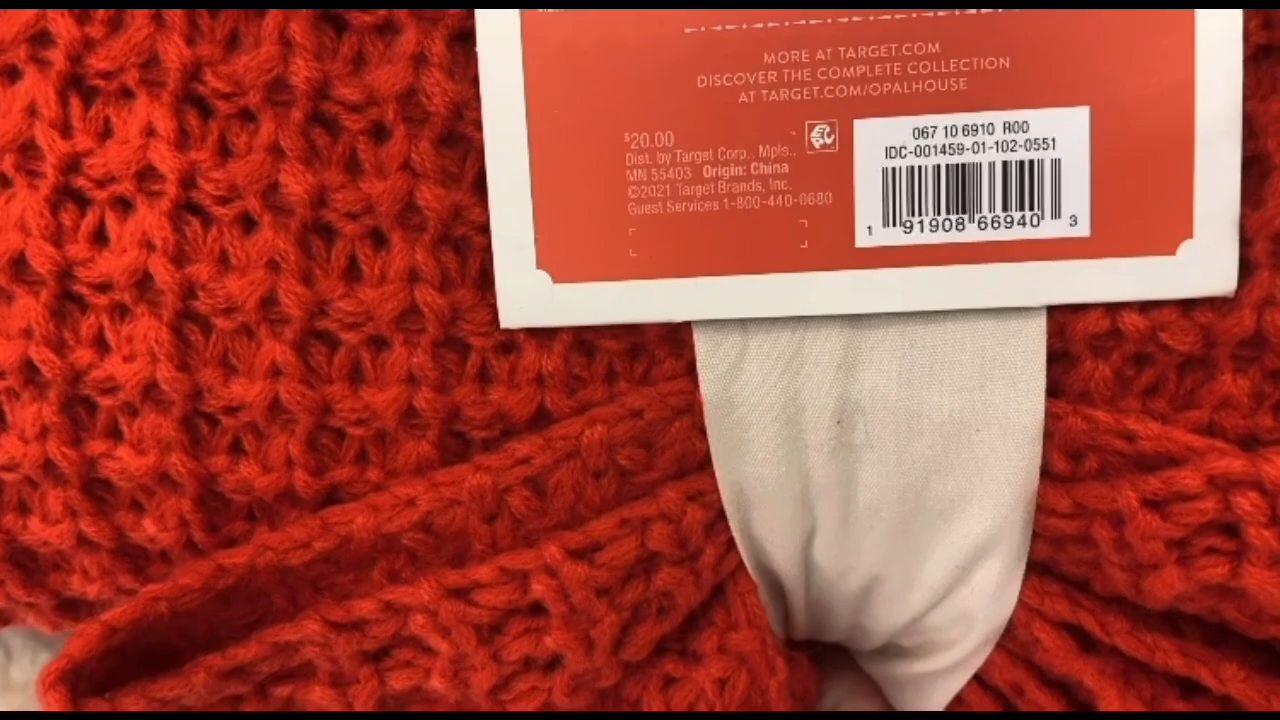 MORE AT TARGET.COM
DISCOVER THE COMPLETE COLLECTION
AT TARGET.COM/OPALHOUSE
$20.00
Dist. by Target Corp., Mpls.,
MN 55403 Origin: China
©2021 Target Brands, Inc.
Guest Services 1-800-440-0680
067 10 6910 R00
IDC-001459-01-102-0551
1 91908 66940 3